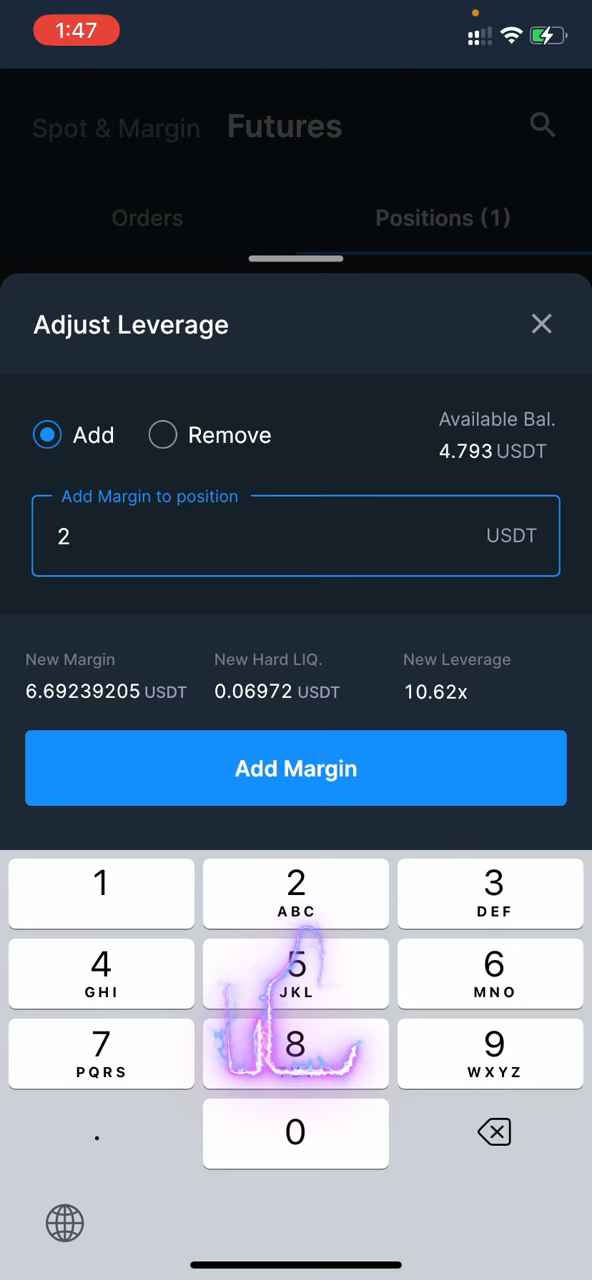 1:47
Spot & Margin Futures
Orders Positions (1)
Adjust Leverage
Add Remove
Available Bal.
4.793 USDT
Add Margin to position
2 USDT
New Margin New Hard LIQ. New Leverage
6.69239205 USDT 0.06972 USDT 10.62x
Add Margin
1 2 3
ABC DEF
4 5 6
GHI JKL MNO
7 8 9
PQRS WXYZ
. 0